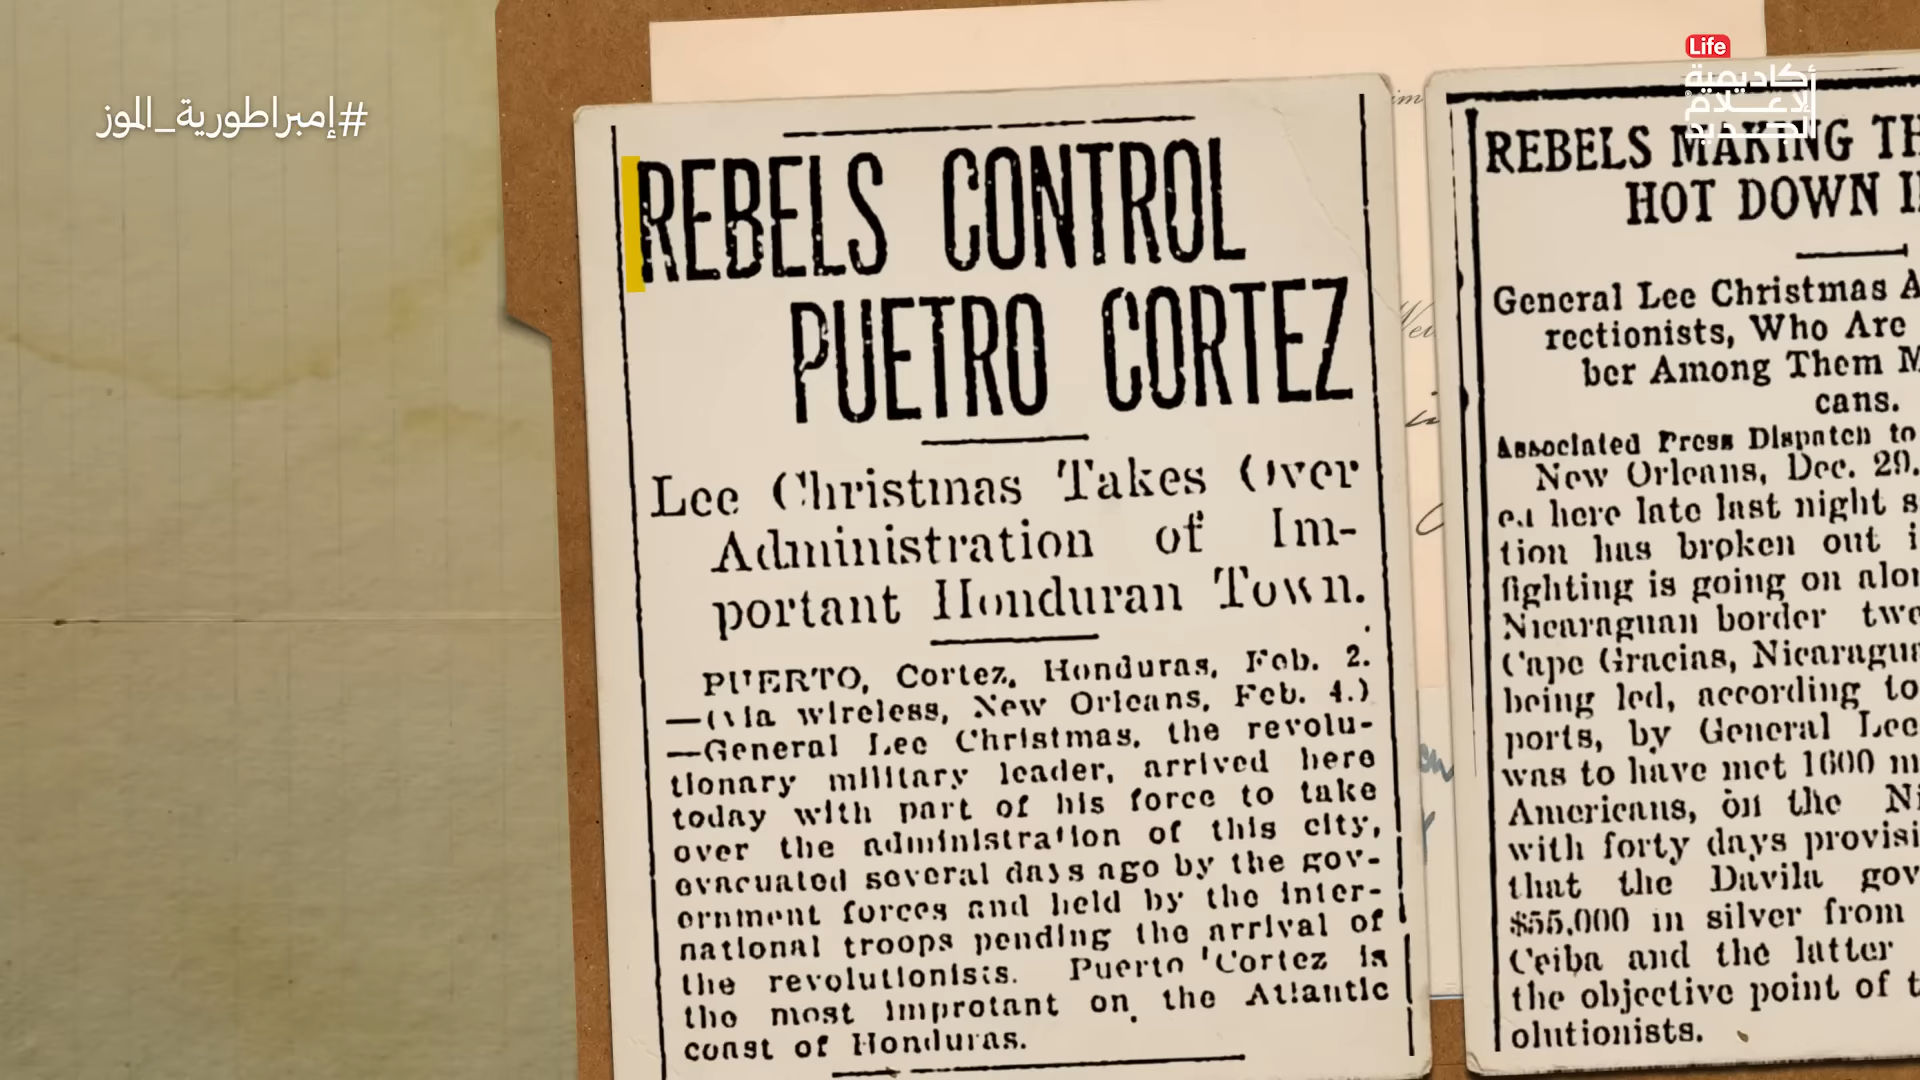 #إمبراطورية_الموز
Life
أكاديمية
الإعلام
الجديد
REBELS CONTROL
PUETRO CORTEZ
Lee Christmas Takes Over
Administration of Im-
portant Honduran Town.
PUERTO, Cortez, Honduras, Feb. 2.
—(via wireless, New Orleans, Feb. 4.)
—General Lee Christmas, the revolu-
tionary military leader, arrived here
today with part of his force to take
over the administration of this city,
evacuated several days ago by the gov-
ernment forces and held by the inter-
national troops pending the arrival of
the revolutionists. Puerto Cortez is
the most improtant on the Atlantic
coast of Honduras.
REBELS MAKING
HOT DOWN
General Lee Christmas
rectionists, Who Are
ber Among Them
cans.
Associated Press Dispatch to
New Orleans, Dec. 29.
ed here late last night
tion has broken out
fighting is going on
Nicaraguan border
Cape Gracias,
being led, according to
ports, by General Lee
was to have met 1600
Americans, on the
with forty days
that the Davila
$55,000 in silver from
Ceiba and the latter
the objective point of
olutionists.